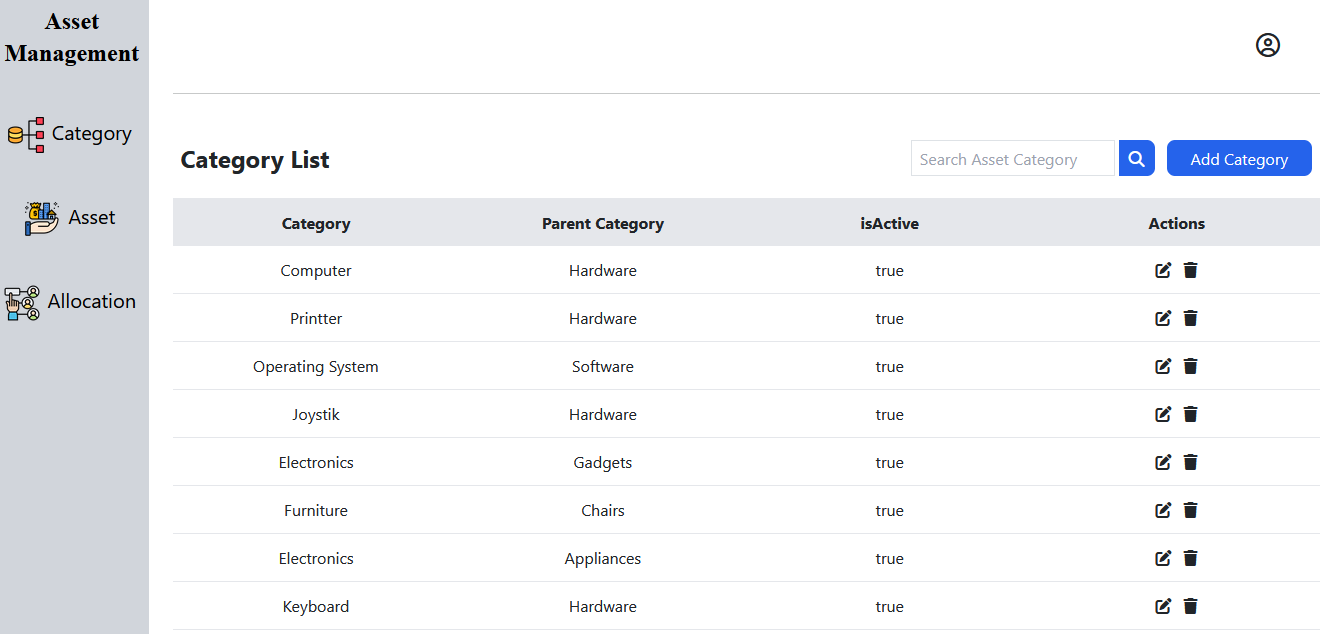 Asset
Management
Category
Asset
Allocation
Category List
Search Asset Category
Add Category
Category Parent Category isActive Actions
Computer Hardware true
Printter Hardware true
Operating System Software true
Joystik Hardware true
Electronics Gadgets true
Furniture Chairs true
Electronics Appliances true
Keyboard Hardware true